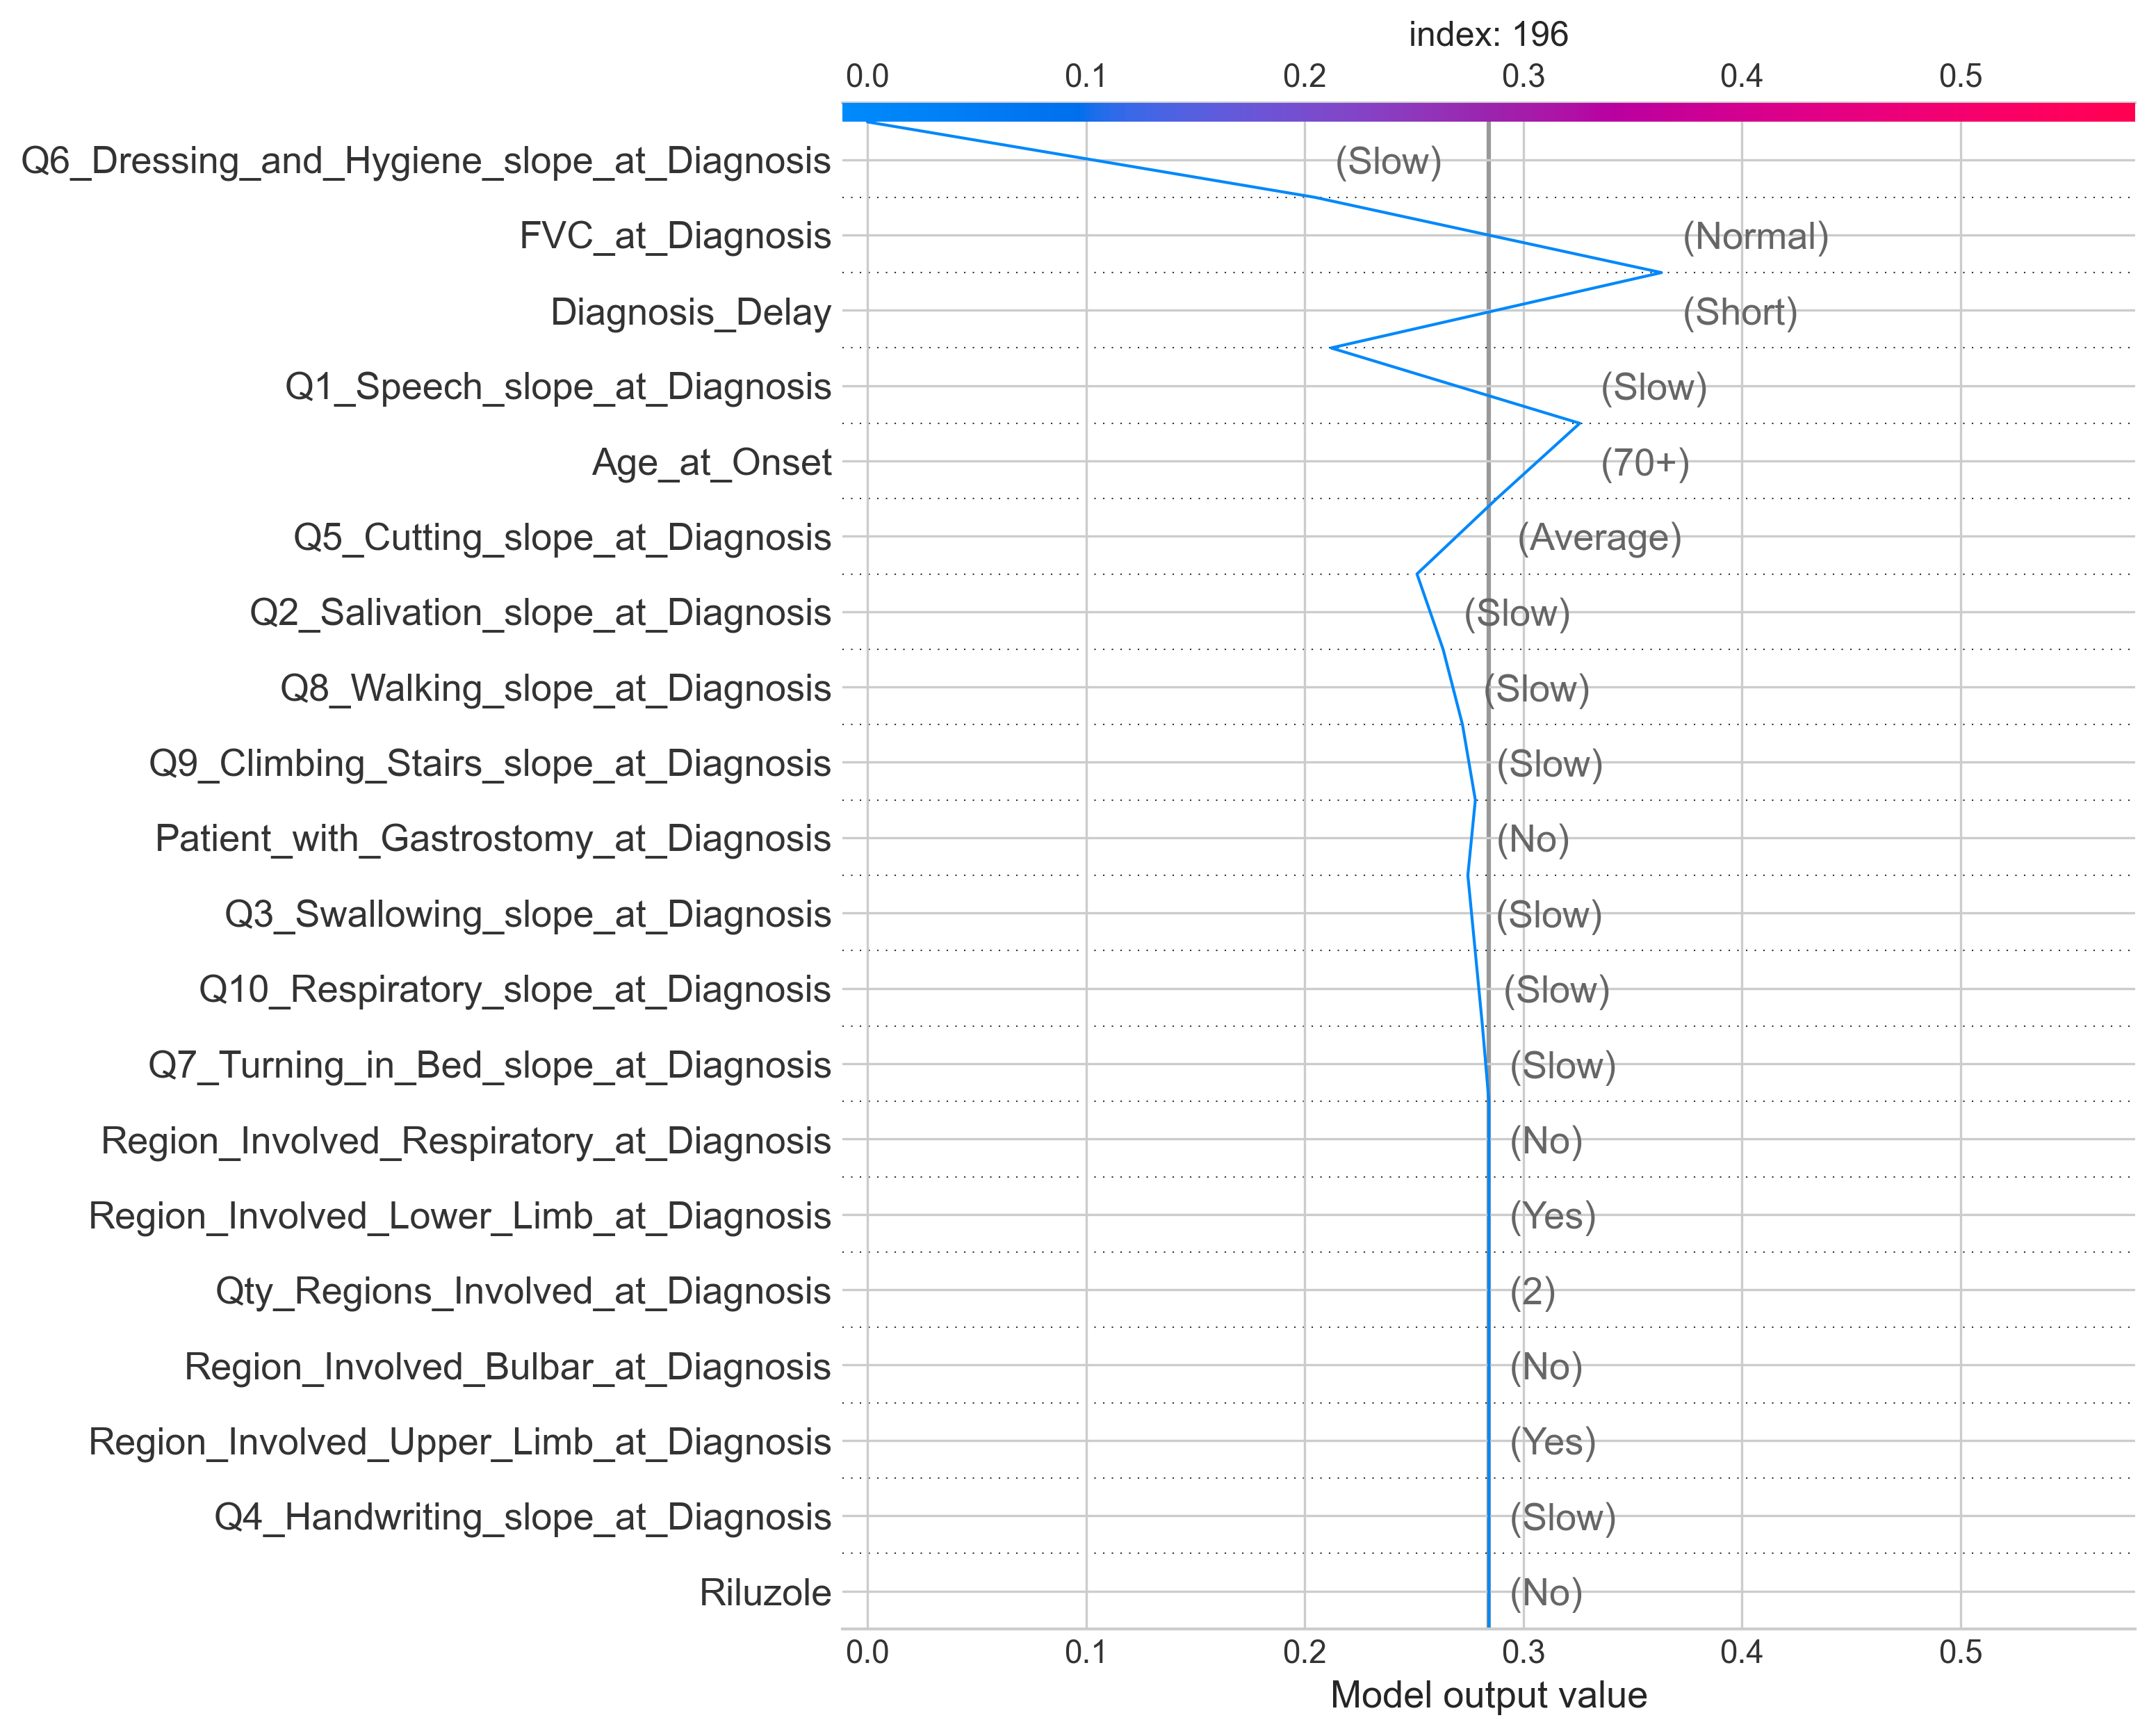 index: 196
0.0 0.1 0.2 0.3 0.4 0.5
Q6_Dressing_and_Hygiene_slope_at_Diagnosis (Slow)
FVC_at_Diagnosis (Normal)
Diagnosis_Delay (Short)
Q1_Speech_slope_at_Diagnosis (Slow)
Age_at_Onset (70+)
Q5_Cutting_slope_at_Diagnosis (Average)
Q2_Salivation_slope_at_Diagnosis (Slow)
Q8_Walking_slope_at_Diagnosis (Slow)
Q9_Climbing_Stairs_slope_at_Diagnosis (Slow)
Patient_with_Gastrostomy_at_Diagnosis (No)
Q3_Swallowing_slope_at_Diagnosis (Slow)
Q10_Respiratory_slope_at_Diagnosis (Slow)
Q7_Turning_in_Bed_slope_at_Diagnosis (Slow)
Region_Involved_Respiratory_at_Diagnosis (No)
Region_Involved_Lower_Limb_at_Diagnosis (Yes)
Qty_Regions_Involved_at_Diagnosis (2)
Region_Involved_Bulbar_at_Diagnosis (No)
Region_Involved_Upper_Limb_at_Diagnosis (Yes)
Q4_Handwriting_slope_at_Diagnosis (Slow)
Riluzole (No)
0.0 0.1 0.2 0.3 0.4 0.5
Model output value